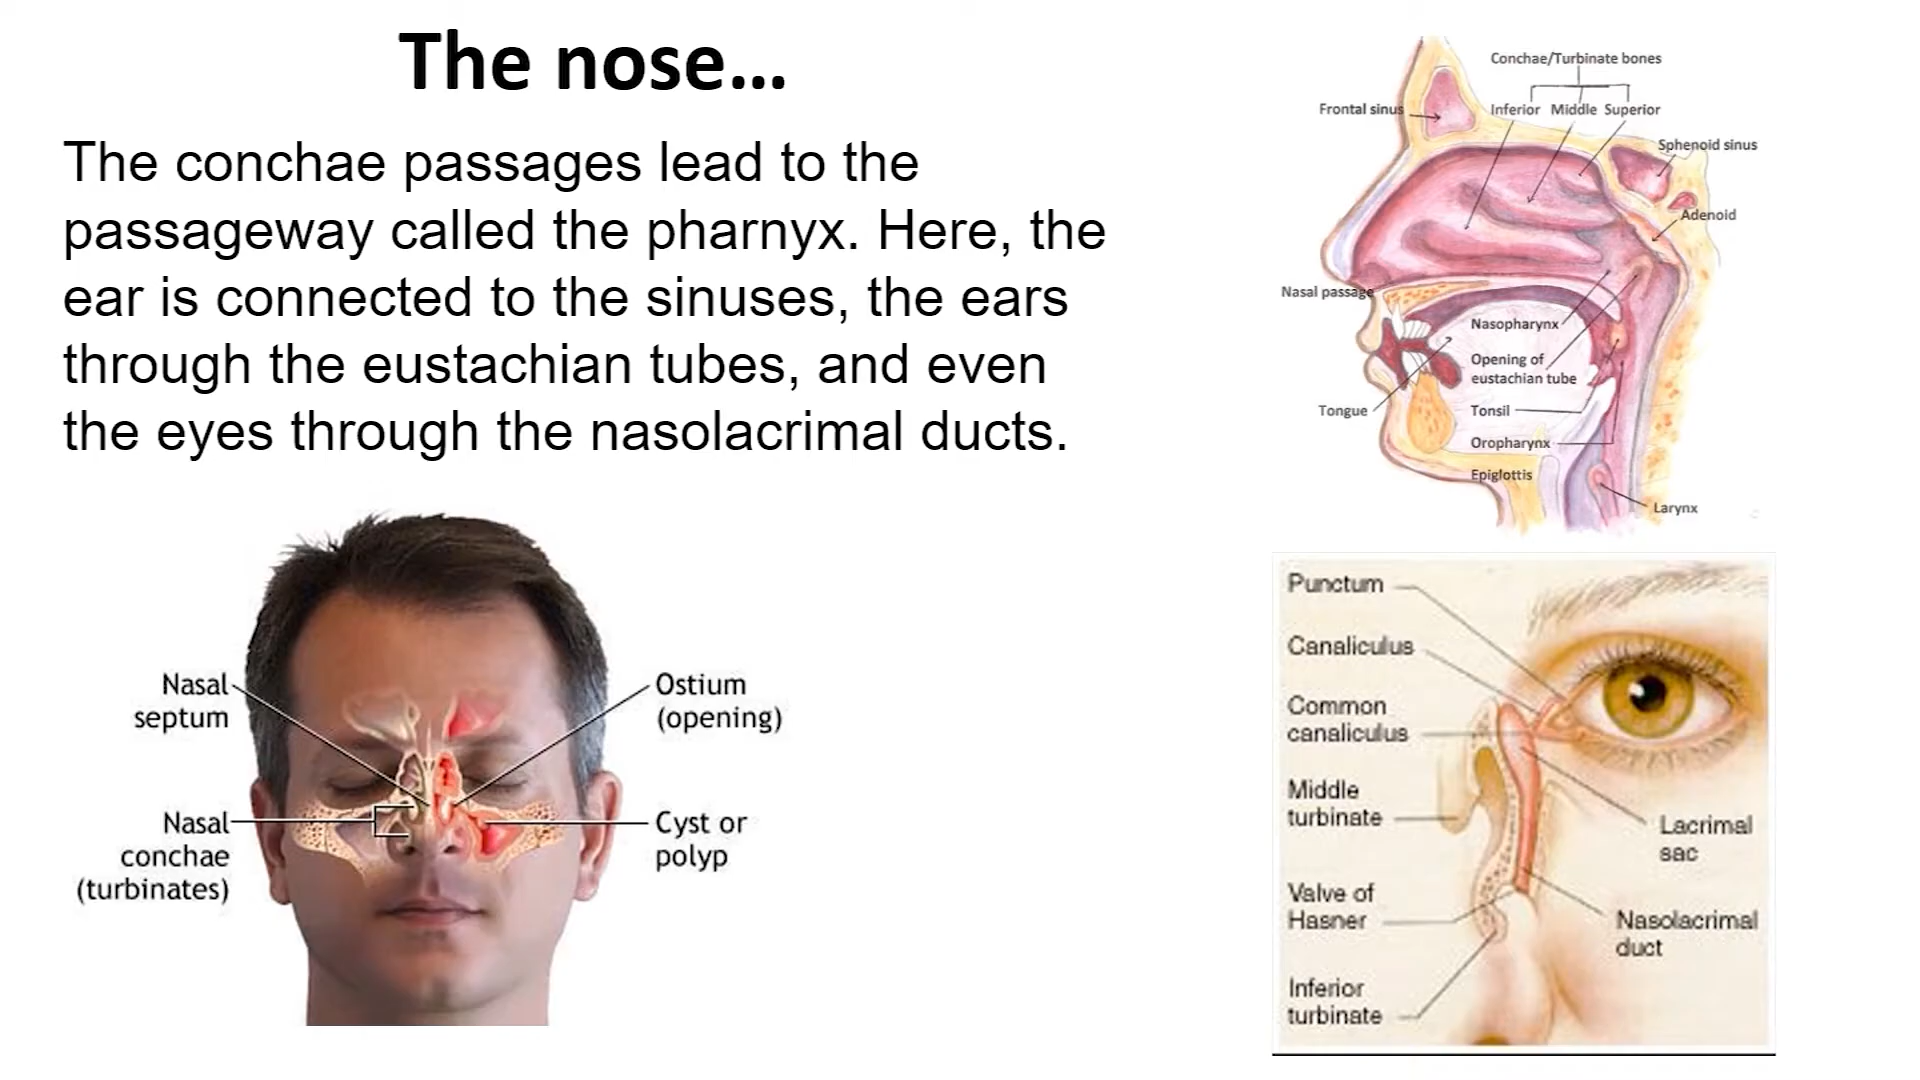 The nose...
The conchae passages lead to the
passageway called the pharnyx. Here, the
ear is connected to the sinuses, the ears
through the eustachian tubes, and even
the eyes through the nasolacrimal ducts.
Conchae/Turbinate bones
Frontal sinus
Inferior Middle Superior
Sphenoid sinus
Adenoid
Nasal passage
Nasopharynx
Opening of
eustachian tube
Tongue
Tonsil
Oropharynx
Epiglottis
Larynx
Nasal
septum
Ostium
(opening)
Nasal
conchae
(turbinates)
Cyst or
polyp
Punctum
Canaliculus
Common
canaliculus
Middle
turbinate
Lacrimal
sac
Valve of
Hasner
Nasolacrimal
duct
Inferior
turbinate